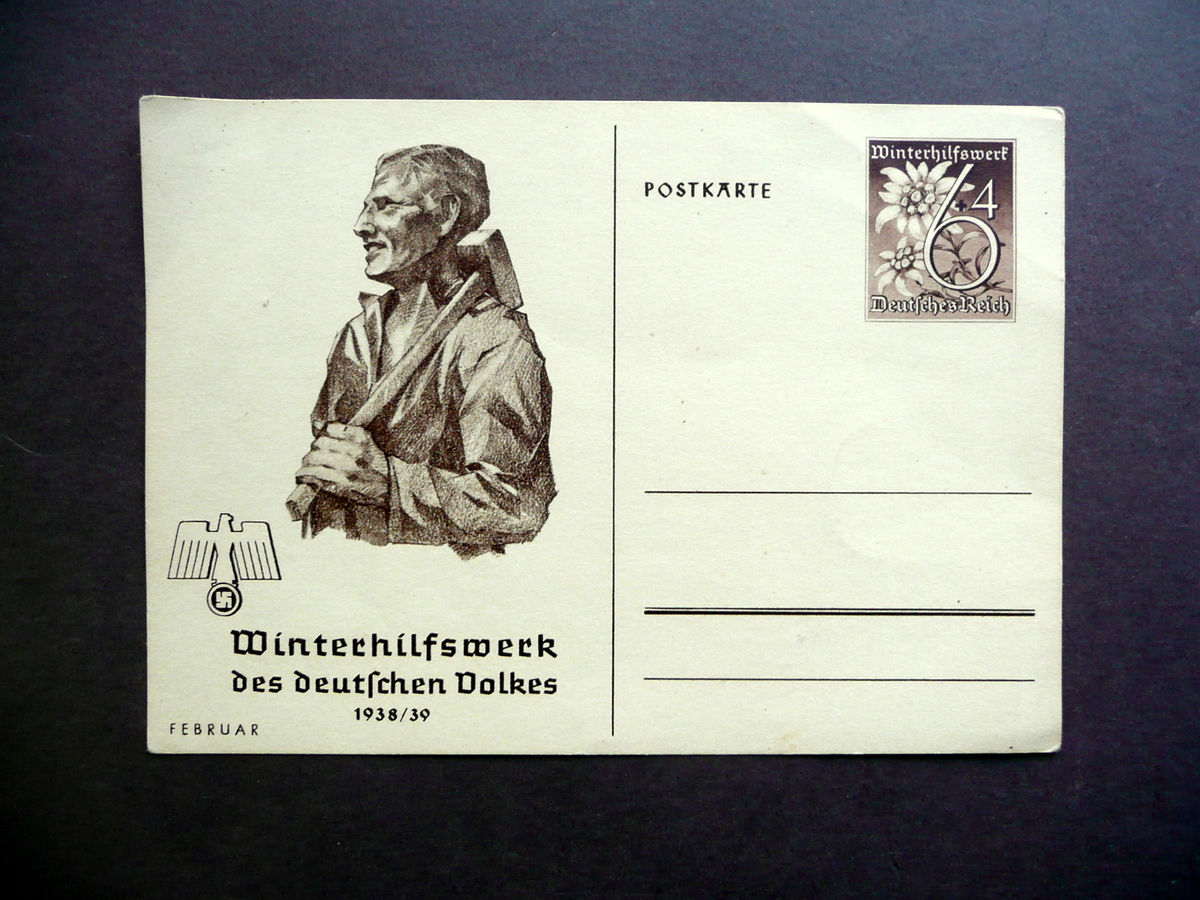 Winterhilfswerk
des deutſchen Volkes
1938/39
FEBRUAR
POSTKARTE
Winterhilfswerk
6+4
Deutſches Reich